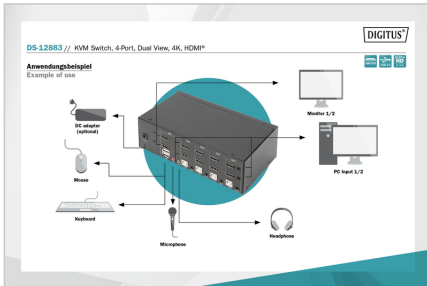 DIGITUS®
DS-12883 // KVM Switch, 4-Port, Dual View, 4K, HDMI®
Anwendungsbeispiel
Example of use
DC adapter
(optional)
Mouse
Keyboard
Microphone
Headphone
Monitor 1/2
PC Input 1/2
HD